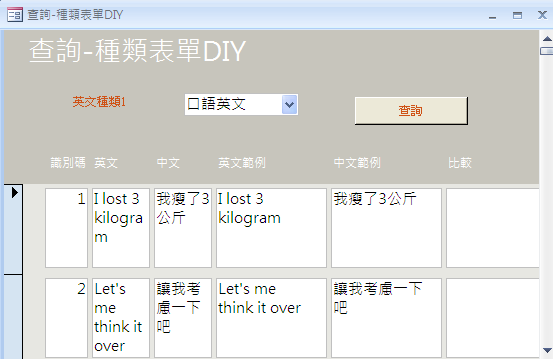 查詢-種類表單DIY
查詢-種類表單DIY
英文種類1 口語英文 查詢
識別碼 英文 中文 英文範例 中文範例 比較
1 I lost 3 kilogram 我瘦了3公斤 I lost 3 kilogram 我瘦了3公斤
2 Let's me think it over 讓我考慮一下吧 Let's me think it over 讓我考慮一下吧